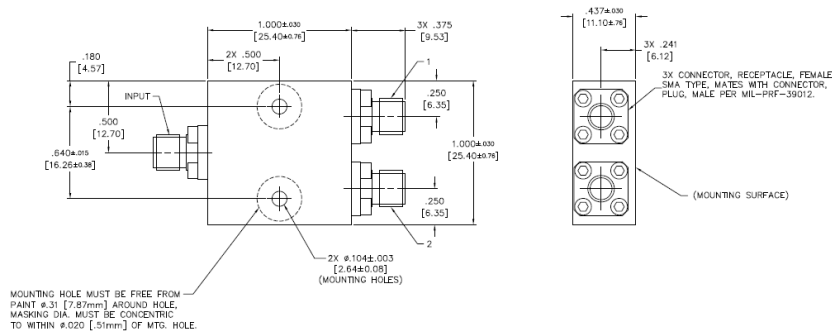 1.000±.030
[25.40±0.76]
3X .375
[9.53]
2X .500
[12.70]
.180
[4.57]
1
INPUT
.250
[6.35]
.500
[12.70]
1.000±.030
[25.40±0.76]
.640±.015
[16.26±0.38]
.250
[6.35]
2
2X ø.104±.003
[2.64±0.08]
(MOUNTING HOLES)
MOUNTING HOLE MUST BE FREE FROM
PAINT ø.31 [7.87mm] AROUND HOLE,
MASKING DIA. MUST BE CONCENTRIC
TO WITHIN ø.020 [.51mm] OF MTG. HOLE.
.437±.030
[11.10±.76]
3X .241
[6.12]
3X CONNECTOR, RECEPTACLE, FEMALE
SMA TYPE, MATES WITH CONNECTOR,
PLUG, MALE PER MIL-PRF-39012.
(MOUNTING SURFACE)